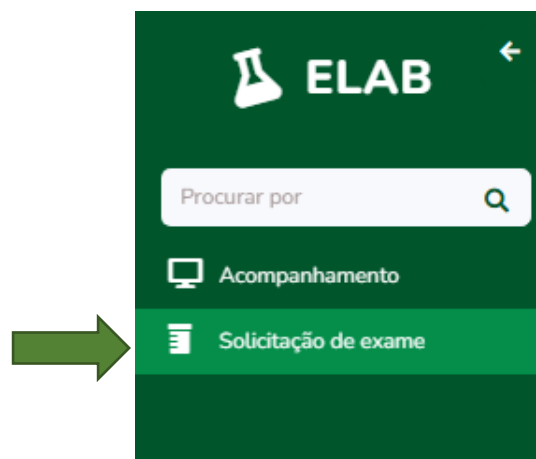 ELAB
Procurar por
Acompanhamento
Solicitação de exame